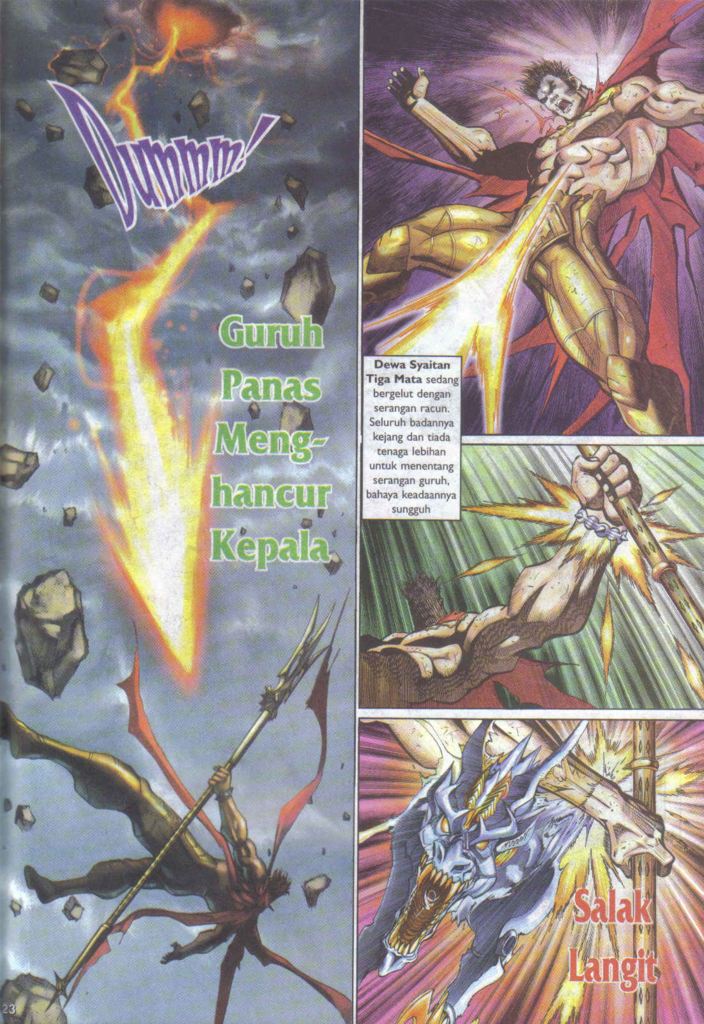 Dummm!
Guruh
Panas
Meng-
hancur
Kepala
Dewa Syaitan
Tiga Mata sedang
bergelut dengan
serangan racun.
Seluruh badannya
kejang dan tiada
tenaga lebihan
untuk menentang
serangan guruh,
bahaya keadaannya
sungguh
Salak
Langit
23